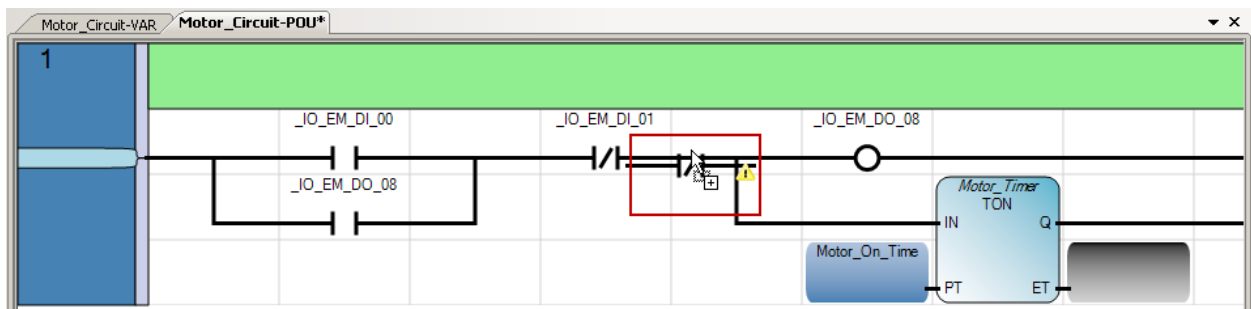 Motor_Circuit-VAR Motor_Circuit-POU*
1
_IO_EM_DI_00 _IO_EM_DI_01 _IO_EM_DO_08
_IO_EM_DO_08
Motor_Timer
TON
IN Q
Motor_On_Time
PT ET